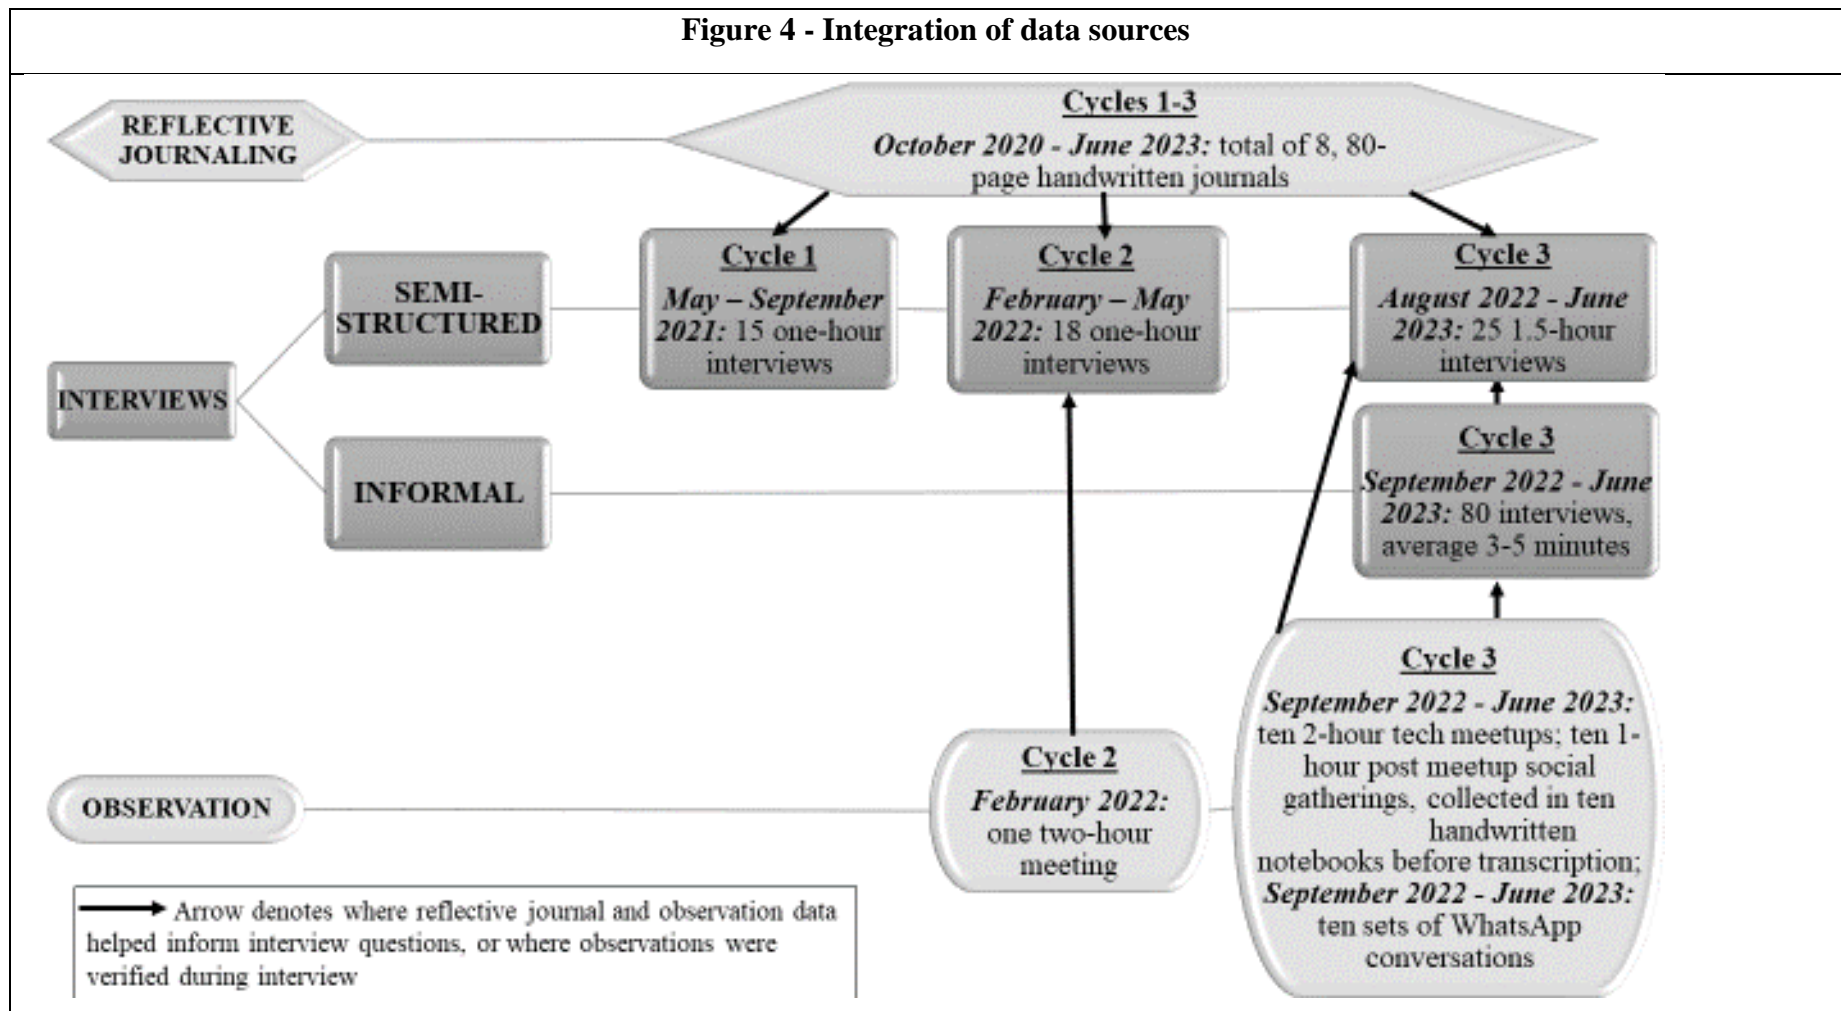 Figure 4 - Integration of data sources
REFLECTIVE
JOURNALING
Cycles 1-3
October 2020 - June 2023: total of 8, 80-
page handwritten journals
INTERVIEWS
SEMI-
STRUCTURED
Cycle 1
May – September
2021: 15 one-hour
interviews
Cycle 2
February – May
2022: 18 one-hour
interviews
Cycle 3
August 2022 - June
2023: 25 1.5-hour
interviews
INFORMAL
Cycle 3
September 2022 - June
2023: 80 interviews,
average 3-5 minutes
OBSERVATION
Cycle 2
February 2022:
one two-hour
meeting
Cycle 3
September 2022 - June 2023:
ten 2-hour tech meetups; ten 1-
hour post meetup social
gatherings, collected in ten
handwritten
notebooks before transcription;
September 2022 - June 2023:
ten sets of WhatsApp
conversations
Arrow denotes where reflective journal and observation data
helped inform interview questions, or where observations were
verified during interview